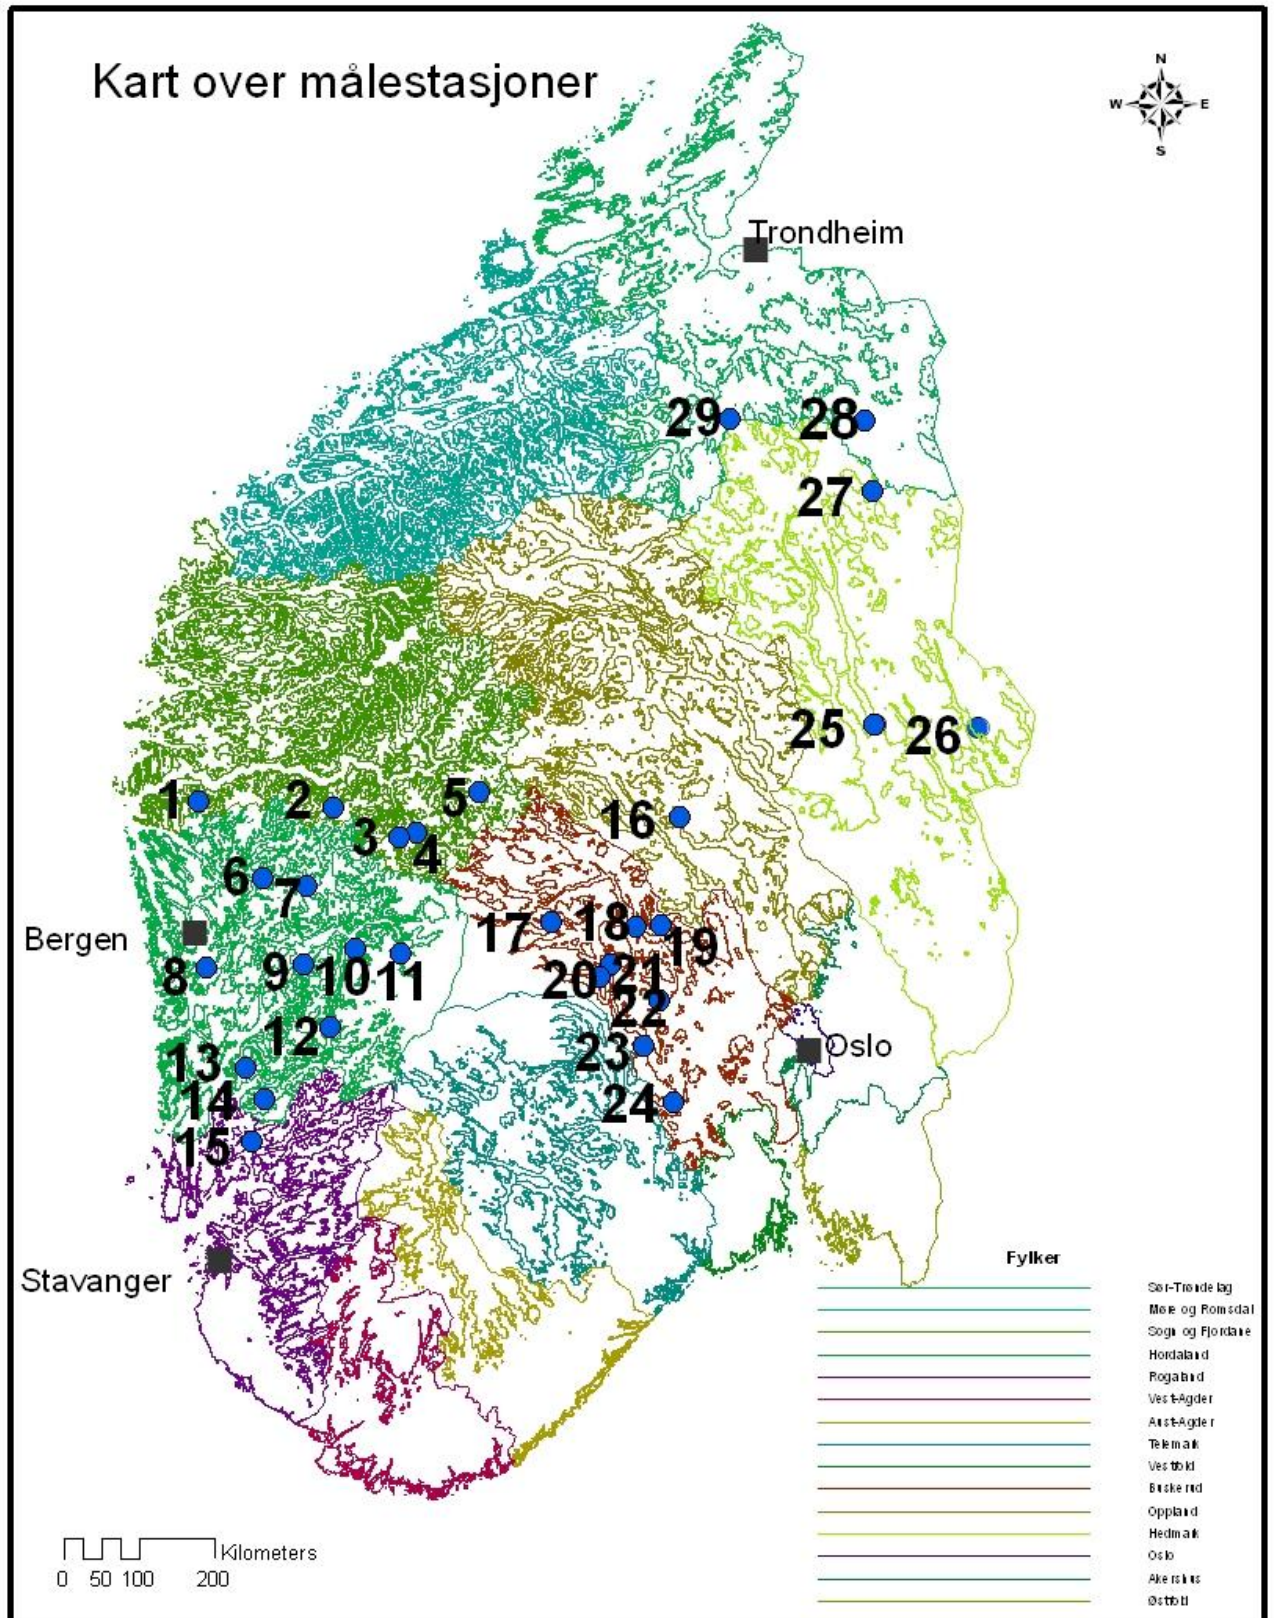 Kart over målestasjoner
N
W E
S
Trondheim
29
28
27
25
26
1
2
3
4
5
16
6
7
17
18
19
Bergen
8
9
10
11
20
21
22
12
23
Oslo
13
14
24
15
Stavanger
Fylker
Sør-Trøndelag
Møre og Romsdal
Sogn og Fjordane
Hordaland
Rogaland
Vest-Agder
Aust-Agder
Telemark
Vestfold
Buskerud
Oppland
Hedmark
Oslo
Akershus
Østfold
Kilometers
0 50 100 200